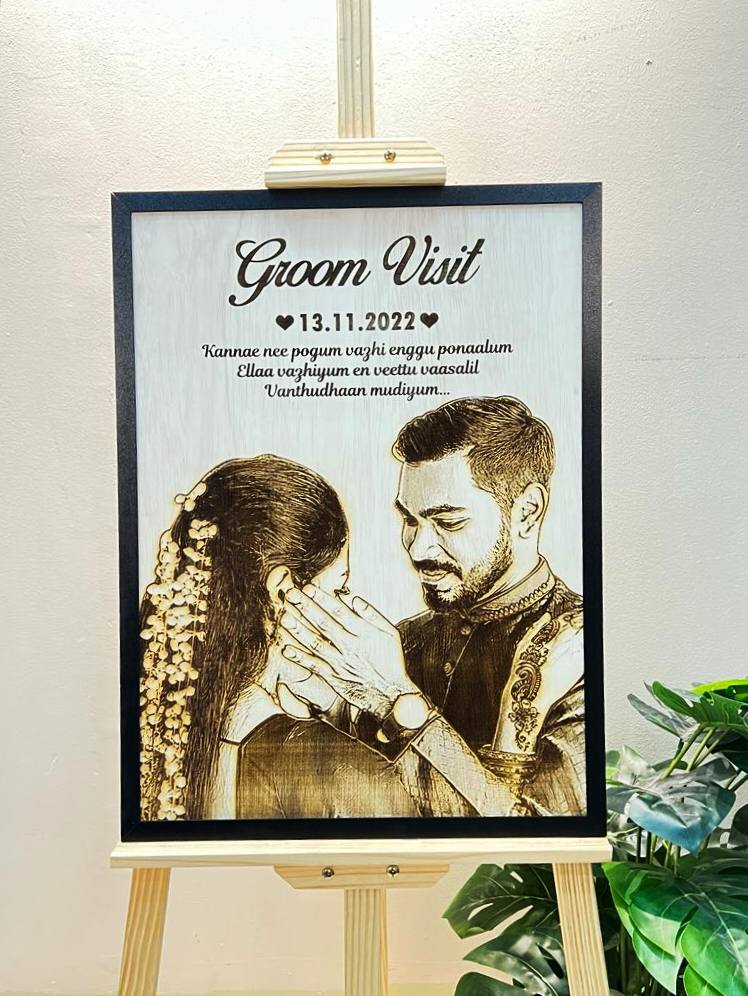 Groom Visit
♥13.11.2022♥
Kannae nee pogum vazhi enggu ponaalum
Ellaa vazhiyum en veettu vaasalil
Vanthudhaan mudiyum...